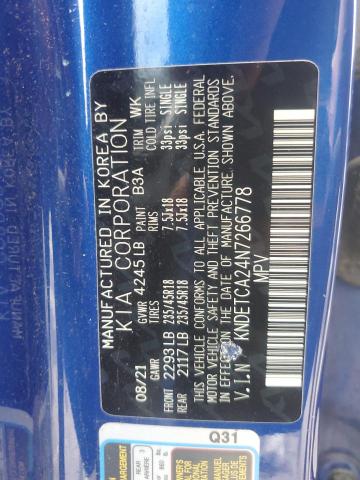 MANUFACTURED IN KOREA BY
KIA CORPORATION
08/21 GVWR 4245LB PAINT B3A TRIM WK
GAWR TIRES RIMS COLD TIRE INFL
FRONT 2293LB 235/45R18 7.5Jx18 33psi SINGLE
REAR 2117LB 235/45R18 7.5Jx18 33psi SINGLE
THIS VEHICLE CONFORMS TO ALL APPLICABLE U.S.A. FEDERAL
MOTOR VEHICLE SAFETY AND THEFT PREVENTION STANDARDS
IN EFFECT ON THE DATE OF MANUFACTURE SHOWN ABOVE.
V.I.N KNDETCA24N7266778
MPV
Q31